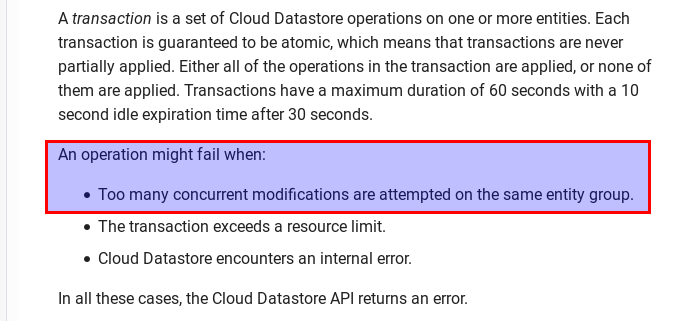 A transaction is a set of Cloud Datastore operations on one or more entities. Each
transaction is guaranteed to be atomic, which means that transactions are never
partially applied. Either all of the operations in the transaction are applied, or none of
them are applied. Transactions have a maximum duration of 60 seconds with a 10
second idle expiration time after 30 seconds.
An operation might fail when:
• Too many concurrent modifications are attempted on the same entity group.
• The transaction exceeds a resource limit.
• Cloud Datastore encounters an internal error.
In all these cases, the Cloud Datastore API returns an error.